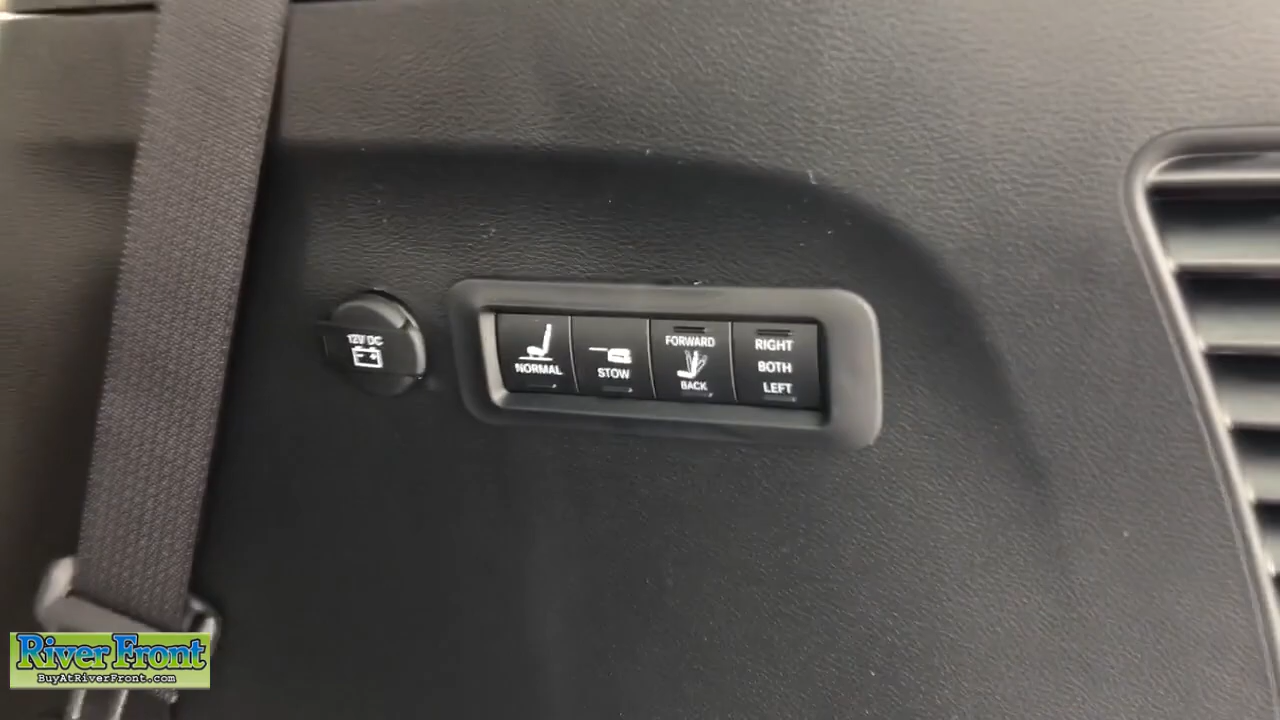 12V DC
NORMAL
STOW
FORWARD
BACK
RIGHT
BOTH
LEFT
River Front
BuyAtRiverFront.com